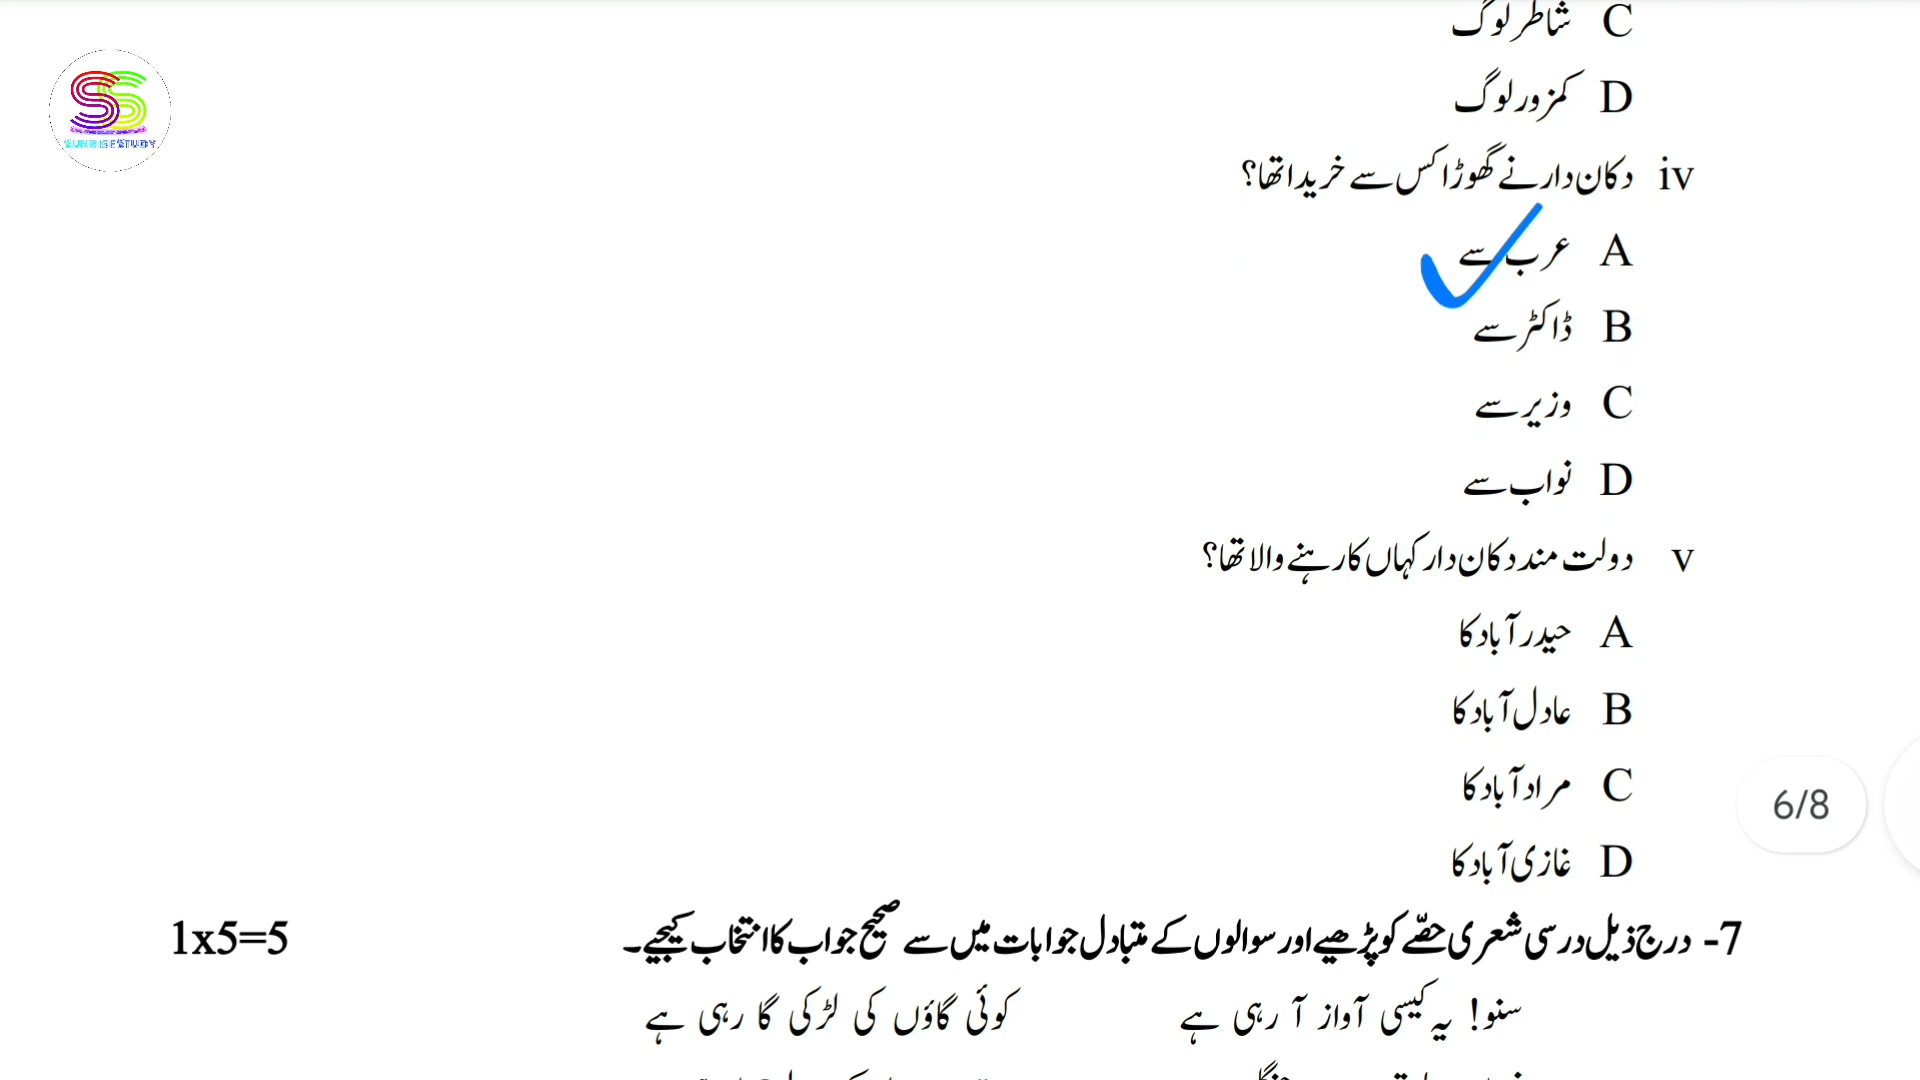 C شاطر لوگ
D کمزور لوگ
iv دکان دار نے گھوڑا کس سے خریدا تھا؟
A عرب سے
B ڈاکٹر سے
C وزیر سے
D نواب سے
v دولت مند دکان دار کہاں کا رہنے والا تھا؟
A حیدر آباد کا
B عادل آباد کا
C مراد آباد کا
D غازی آباد کا
6/8
7- درج ذیل درسی شعری حصّے کو پڑھیے اور سوالوں کے متبادل جوابات میں سے صحیح جواب کا انتخاب کیجیے۔ 1x5=5
سنو! یہ کیسی آواز آ رہی ہے کوئی گاؤں کی لڑکی گا رہی ہے